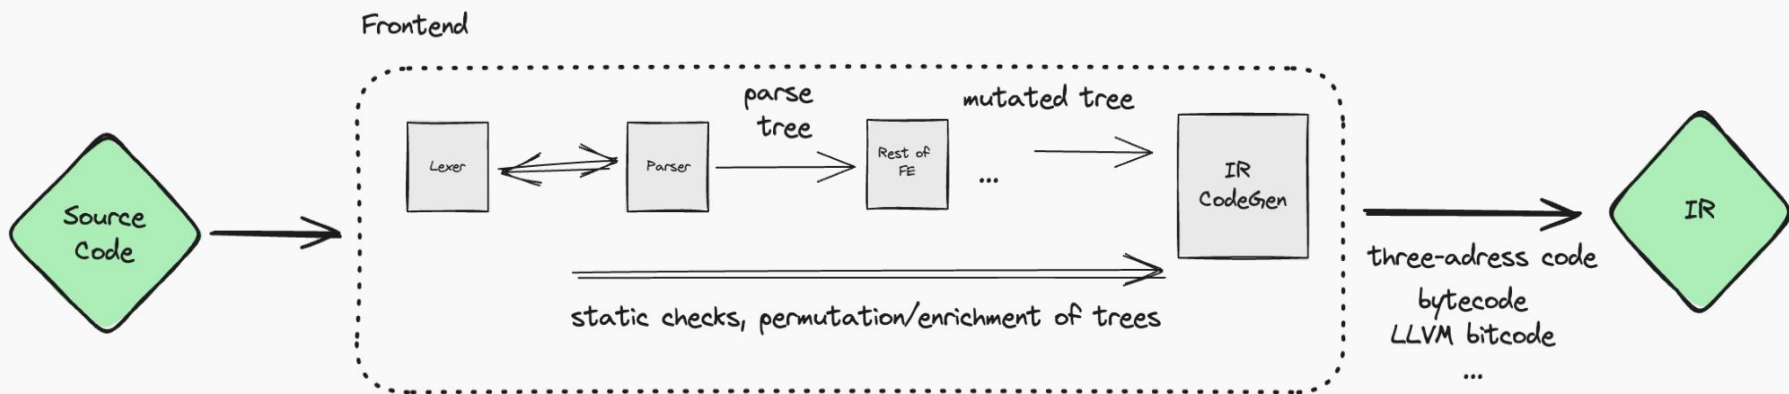 Frontend
Source
Code
Lexer
Parser
parse
tree
Rest of
FE
...
mutated tree
IR
CodeGen
static checks, permutation/enrichment of trees
three-adress code
bytecode
LLVM bitcode
...
IR